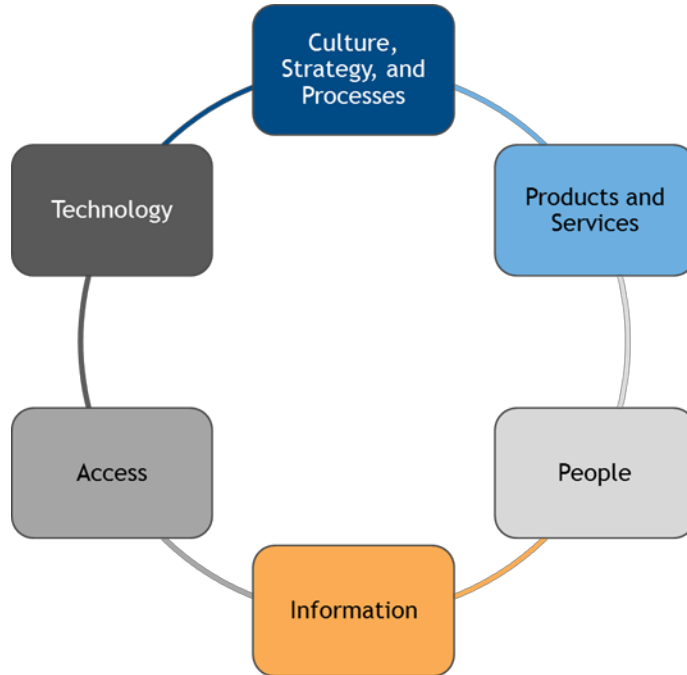 Culture,
Strategy, and
Processes
Products and
Services
People
Information
Access
Technology